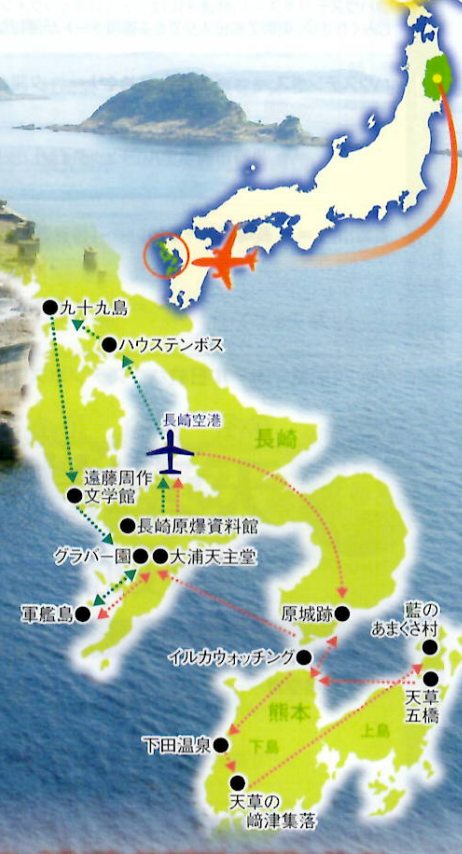 九十九島
ハウステンボス
長崎空港
長崎
遠藤周作
文学館
長崎原爆資料館
グラバー園
大浦天主堂
軍艦島
原城跡
藍の
あまくさ村
イルカウォッチング
天草
五橋
熊本
上島
下田温泉
下島
天草の
﨑津集落